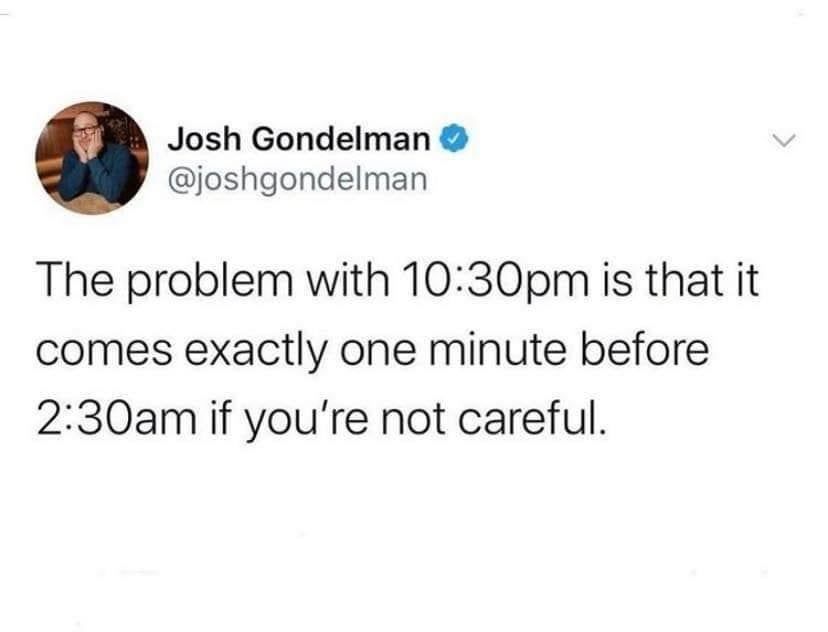 Josh Gondelman
@joshgondelman
The problem with 10:30pm is that it
comes exactly one minute before
2:30am if you're not careful.